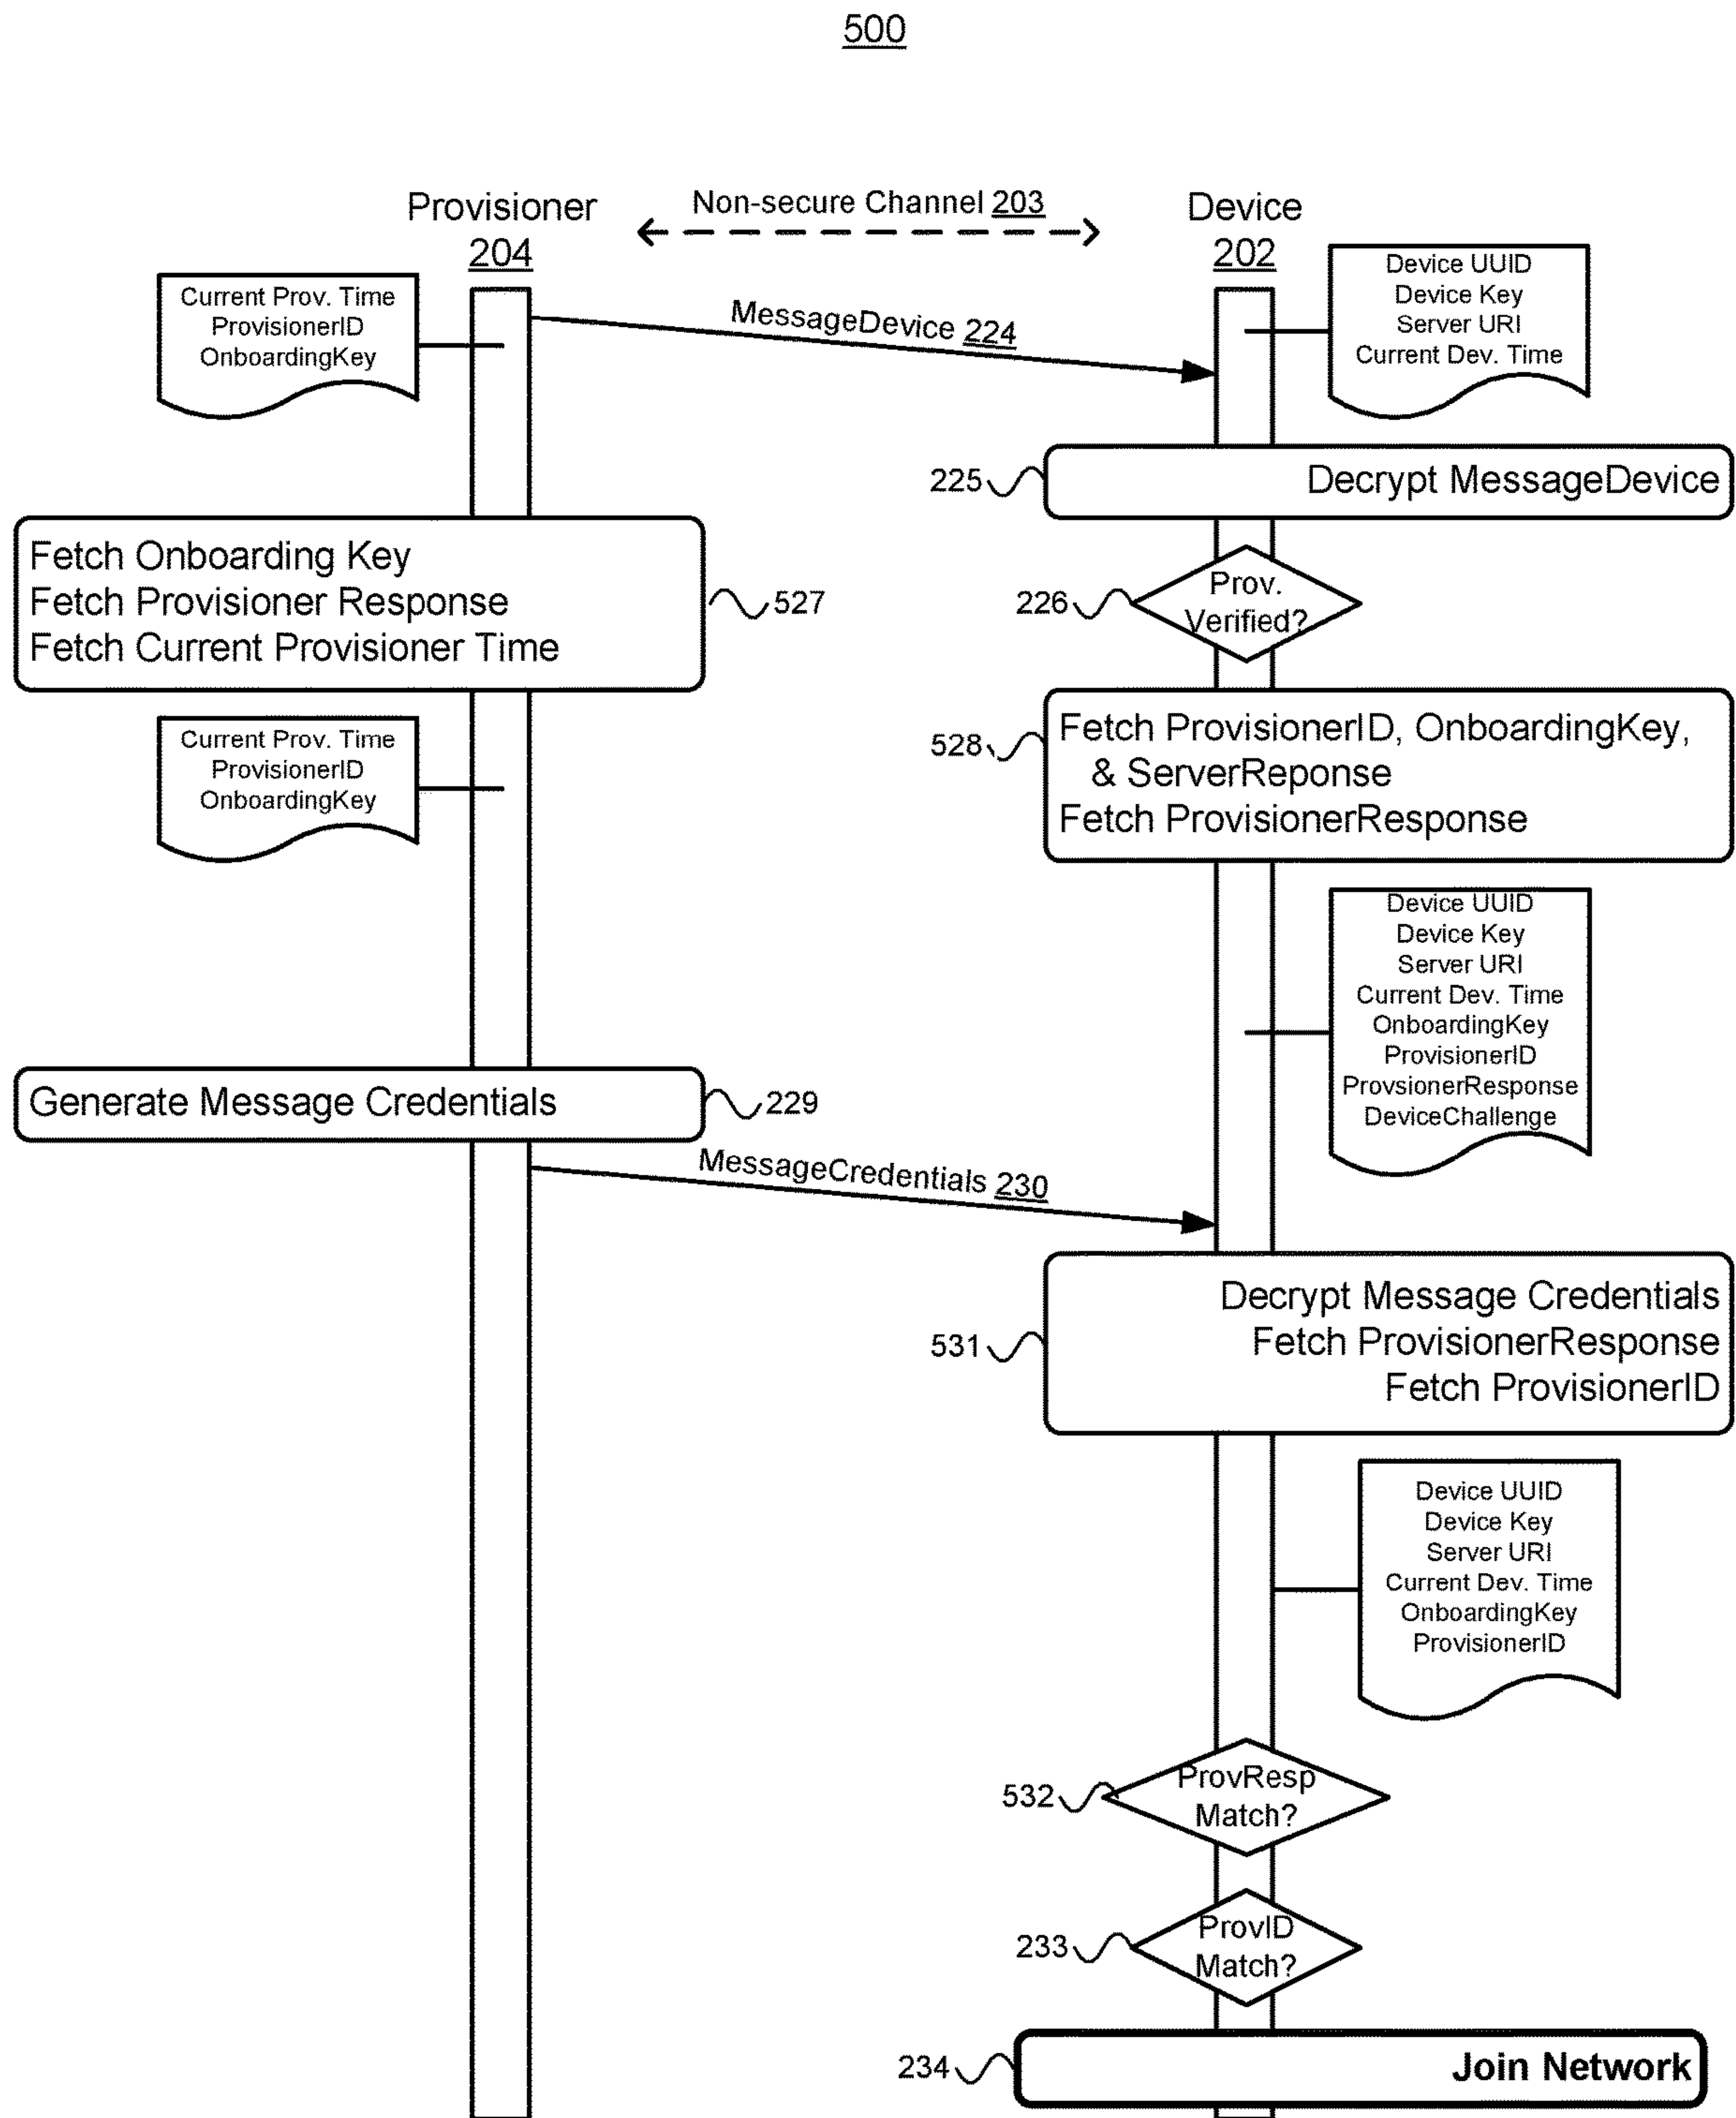 500
Provisioner
204
Non-secure Channel 203
Device
202
Current Prov. Time
ProvisionerID
OnboardingKey
MessageDevice 224
Device UUID
Device Key
Server URI
Current Dev. Time
225
Decrypt MessageDevice
Fetch Onboarding Key
Fetch Provisioner Response
Fetch Current Provisioner Time
527
226
Prov.
Verified?
Current Prov. Time
ProvisionerID
OnboardingKey
528
Fetch ProvisionerID, OnboardingKey,
& ServerReponse
Fetch ProvisionerResponse
Device UUID
Device Key
Server URI
Current Dev. Time
OnboardingKey
ProvisionerID
ProvsionerResponse
DeviceChallenge
Generate Message Credentials
229
MessageCredentials 230
531
Decrypt Message Credentials
Fetch ProvisionerResponse
Fetch ProvisionerID
Device UUID
Device Key
Server URI
Current Dev. Time
OnboardingKey
ProvisionerID
532
ProvResp
Match?
233
ProvID
Match?
234
Join Network